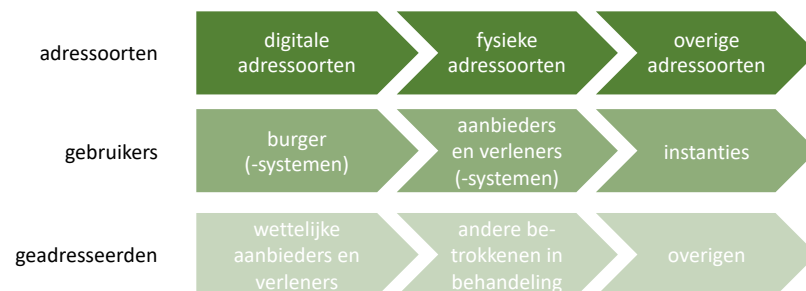 adressoorten
digitale
adressoorten
fysieke
adressoorten
overige
adressoorten
gebruikers
burger
(-systemen)
aanbieders
en verleners
(-systemen)
instanties
geadresseerden
wettelijke
aanbieders en
verleners
andere be-
trokkenen in
behandeling
overigen